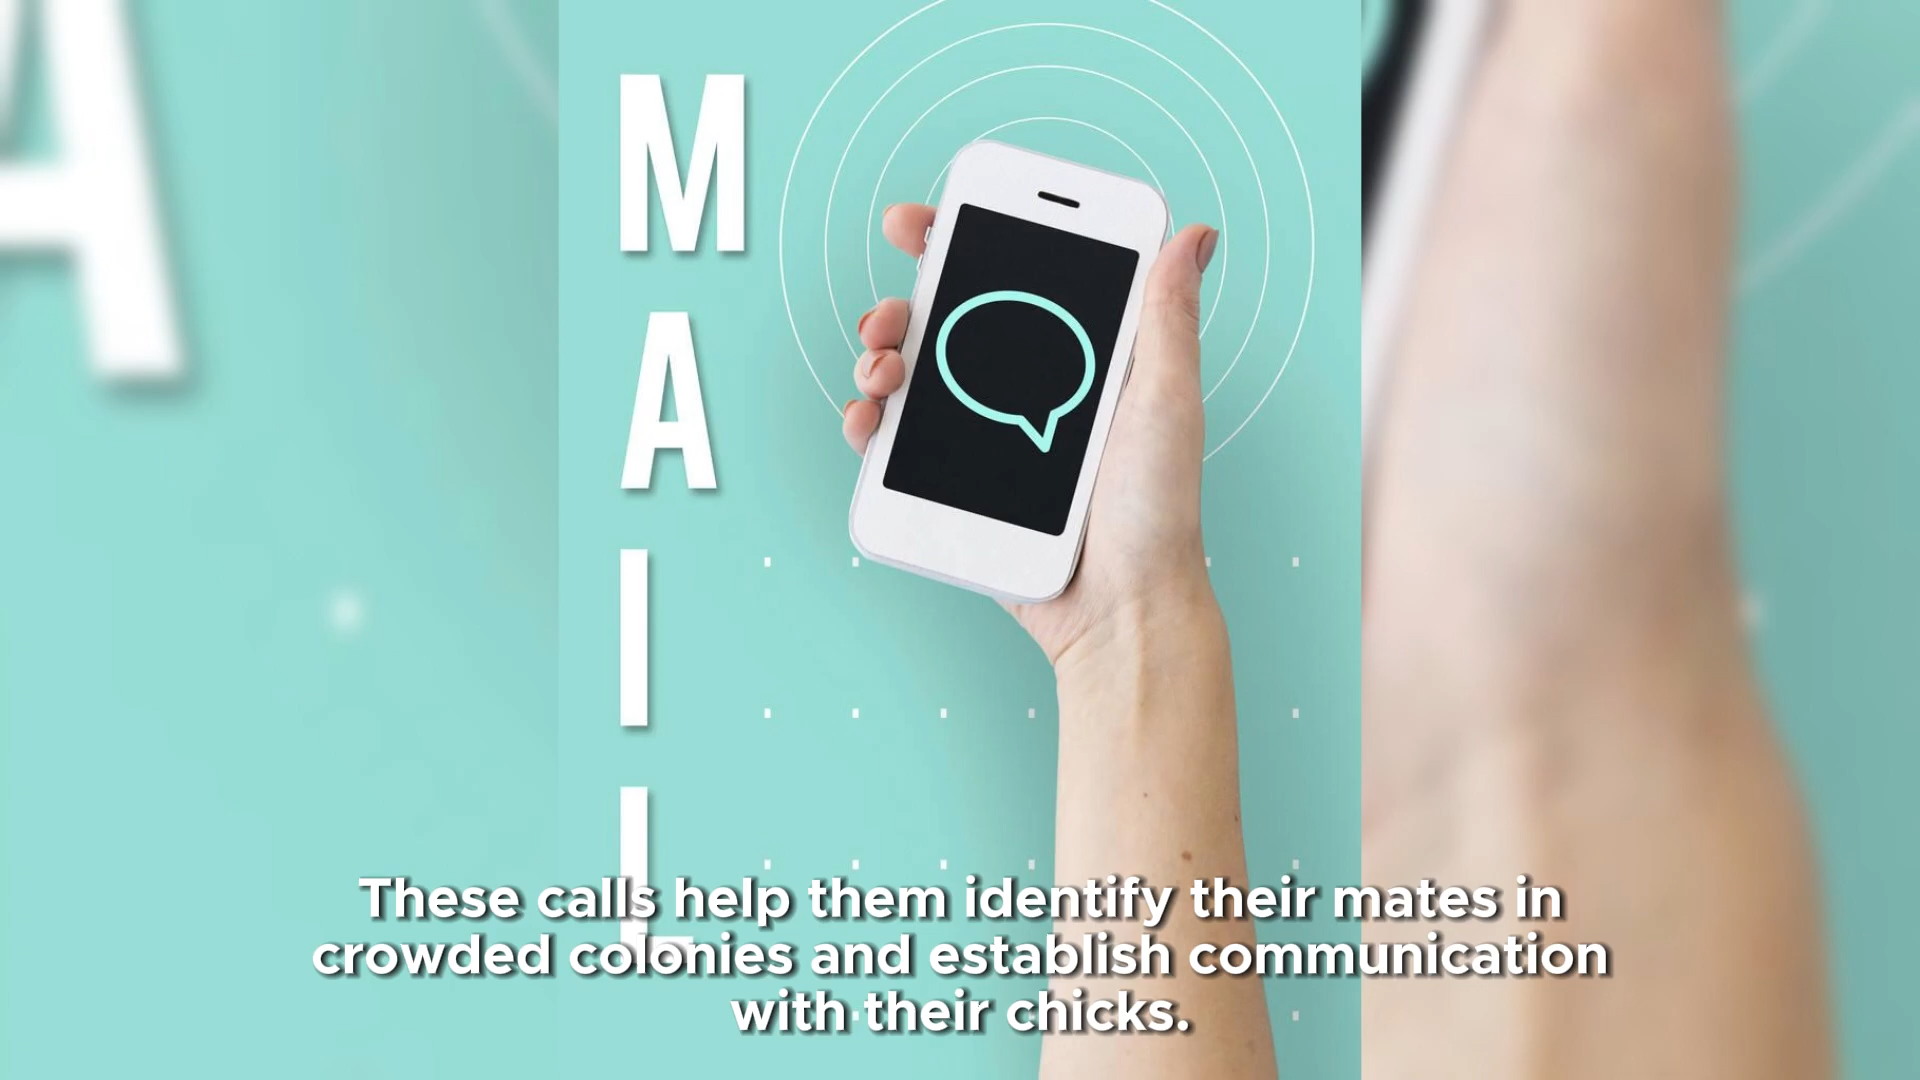 MAIL
These calls help them identify their mates in
crowded colonies and establish communication
with their chicks.